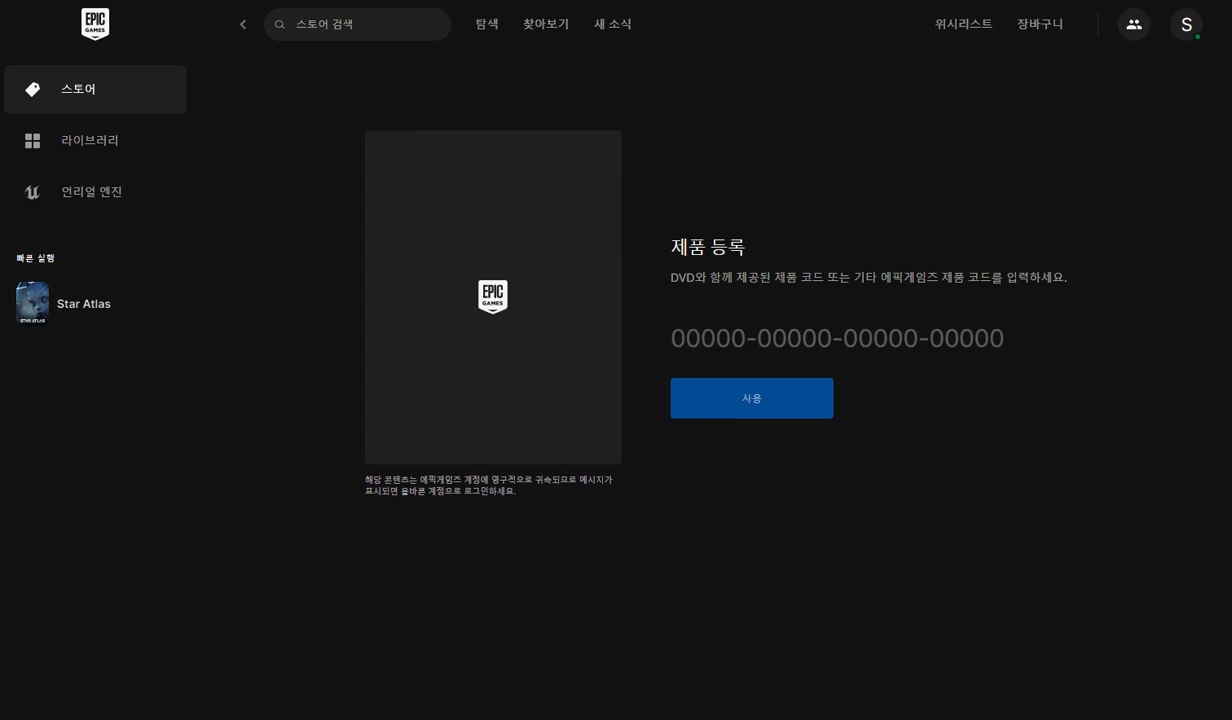 EPIC GAMES
스토어 검색
탐색
찾아보기
새 소식
위시리스트
장바구니
S
스토어
라이브러리
언리얼 엔진
빠른 실행
STAR ATLAS
Star Atlas
EPIC GAMES
해당 콘텐츠는 에픽게임즈 계정에 영구적으로 귀속되므로 메시지가
표시되면 올바른 계정으로 로그인하세요.
제품 등록
DVD와 함께 제공된 제품 코드 또는 기타 에픽게임즈 제품 코드를 입력하세요.
00000-00000-00000-00000
사용